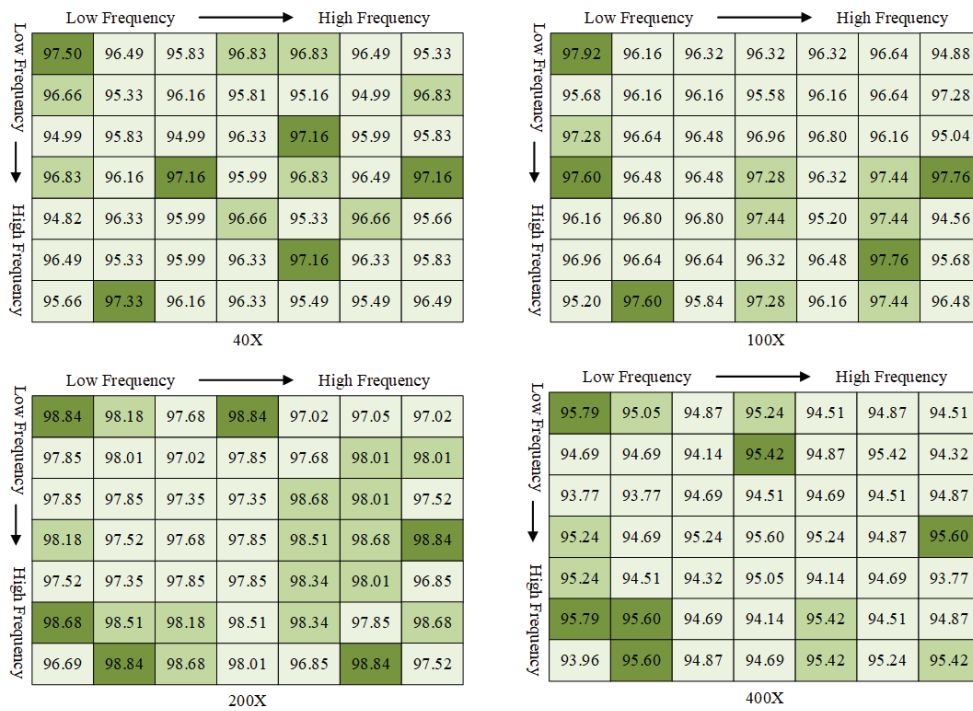 Low Frequency High Frequency
Low Frequency
High Frequency
97.50 96.49 95.83 96.83 96.83 96.49 95.33
96.66 95.33 96.16 95.81 95.16 94.99 96.83
94.99 95.83 94.99 96.33 97.16 95.99 95.83
96.83 96.16 97.16 95.99 96.83 96.49 97.16
94.82 96.33 95.99 96.66 95.33 96.66 95.66
96.49 95.33 95.99 96.33 97.16 96.33 95.83
95.66 97.33 96.16 96.33 95.49 95.49 96.49
40X
Low Frequency High Frequency
Low Frequency
High Frequency
97.92 96.16 96.32 96.32 96.32 96.64 94.88
95.68 96.16 96.16 95.58 96.16 96.64 97.28
97.28 96.64 96.48 96.96 96.80 96.16 95.04
97.60 96.48 96.48 97.28 96.32 97.44 97.76
96.16 96.80 96.80 97.44 95.20 97.44 94.56
96.96 96.64 96.64 96.32 96.48 97.76 95.68
95.20 97.60 95.84 97.28 96.16 97.44 96.48
100X
Low Frequency High Frequency
Low Frequency
High Frequency
98.84 98.18 97.68 98.84 97.02 97.05 97.02
97.85 98.01 97.02 97.85 97.68 98.01 98.01
97.85 97.85 97.35 97.35 98.68 98.01 97.52
98.18 97.52 97.68 97.85 98.51 98.68 98.84
97.52 97.35 97.85 97.85 98.34 98.01 96.85
98.68 98.51 98.18 98.51 98.34 97.85 98.68
96.69 98.84 98.68 98.01 96.85 98.84 97.52
200X
Low Frequency High Frequency
Low Frequency
High Frequency
95.79 95.05 94.87 95.24 94.51 94.87 94.51
94.69 94.69 94.14 95.42 94.87 95.42 94.32
93.77 93.77 94.69 94.51 94.69 94.51 94.87
95.24 94.69 95.24 95.60 95.24 94.87 95.60
95.24 94.51 94.32 95.05 94.14 94.69 93.77
95.79 95.60 94.69 94.14 95.42 94.51 94.87
93.96 95.60 94.87 94.69 95.42 95.24 95.42
400X